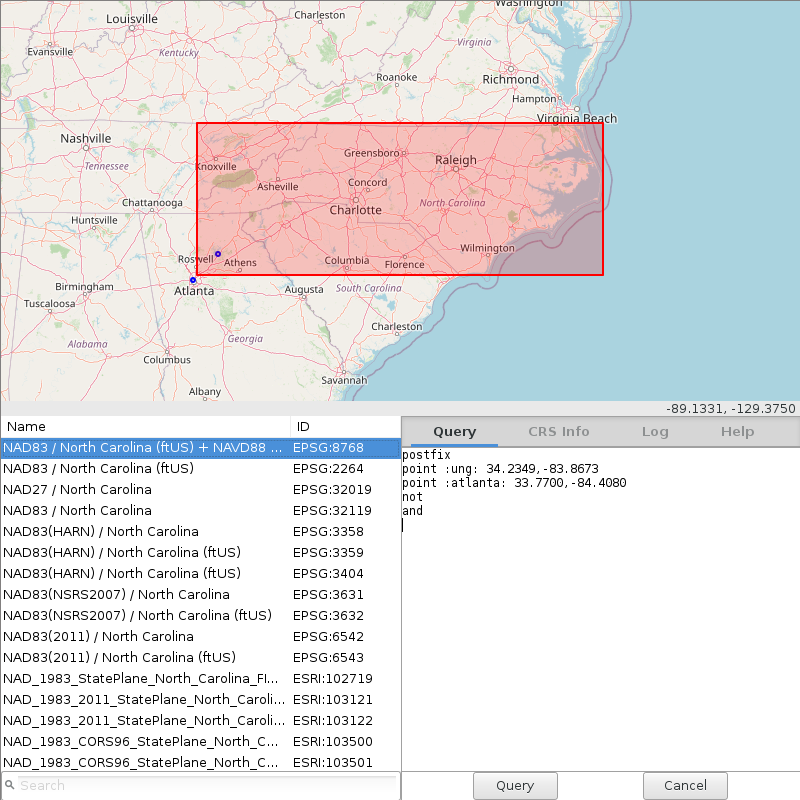 Louisville
Charleston
Washington
Evansville
Kentucky
Virginia
Roanoke
Richmond
Hampton
Virginia Beach
Nashville
Greensboro
Raleigh
Tennessee
Knoxville
Asheville
Concord
Chattanooga
North Carolina
Charlotte
Huntsville
Wilmington
Roswell
Athens
Columbia
Florence
Birmingham
Atlanta
Augusta
South Carolina
Tuscaloosa
Charleston
Alabama
Georgia
Columbus
Savannah
Albany
-89.1331, -129.3750
Name ID
Query CRS Info Log Help
NAD83 / North Carolina (ftUS) + NAVD88 ... EPSG:8768
NAD83 / North Carolina (ftUS) EPSG:2264
NAD27 / North Carolina EPSG:32019
NAD83 / North Carolina EPSG:32119
NAD83(HARN) / North Carolina EPSG:3358
NAD83(HARN) / North Carolina (ftUS) EPSG:3359
NAD83(HARN) / North Carolina (ftUS) EPSG:3404
NAD83(NSRS2007) / North Carolina EPSG:3631
NAD83(NSRS2007) / North Carolina (ftUS) EPSG:3632
NAD83(2011) / North Carolina EPSG:6542
NAD83(2011) / North Carolina (ftUS) EPSG:6543
NAD_1983_StatePlane_North_Carolina_FI... ESRI:102719
NAD_1983_2011_StatePlane_North_Caroli... ESRI:103121
NAD_1983_2011_StatePlane_North_Caroli... ESRI:103122
NAD_1983_CORS96_StatePlane_North_C... ESRI:103500
NAD_1983_CORS96_StatePlane_North_C... ESRI:103501
postfix
point :ung: 34.2349,-83.8673
point :atlanta: 33.7700,-84.4080
not
and
Search
Query Cancel